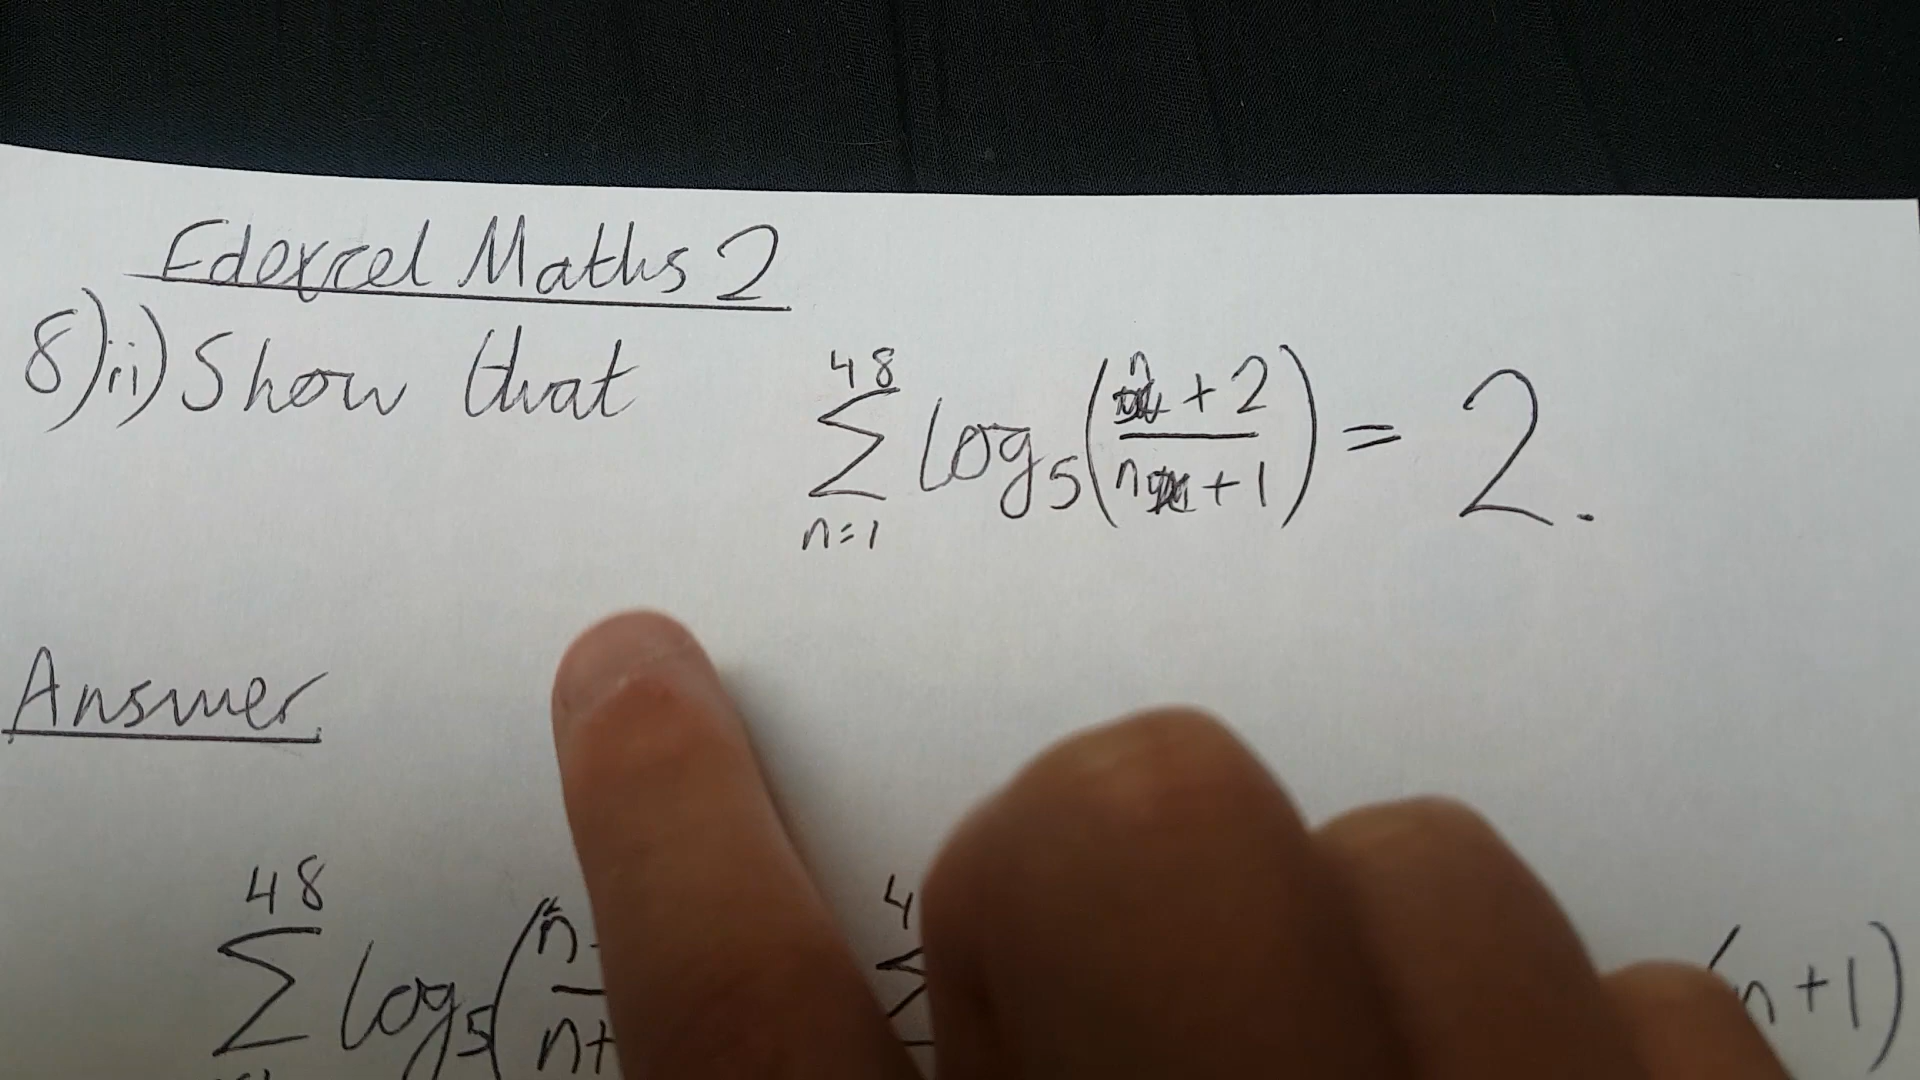 Edexcel Maths 2
8)ii) Show that
48
∑ log₅(n + 2 / n + 1) = 2.
n=1
Answer
48 4
∑ log₅(n / n+ ∑ (n+1)